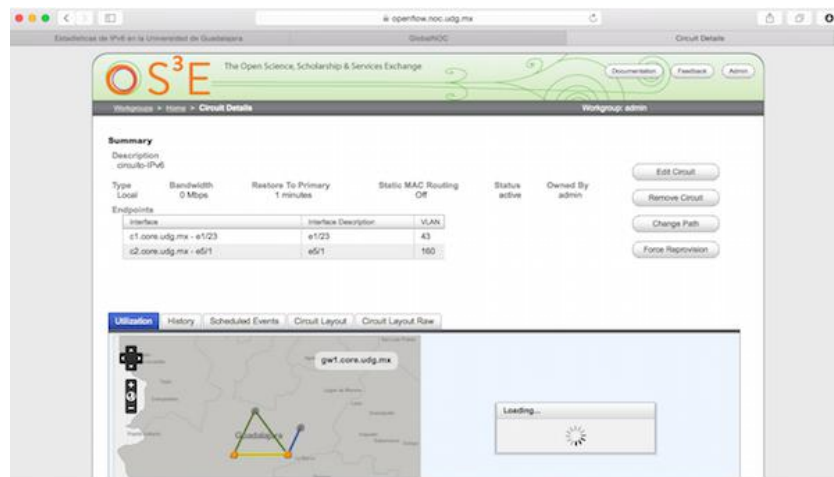 openflow.noc.udg.mx
Estadísticas de IPv6 en la Universidad de Guadalajara
GlobalNOC
Circuit Details
OS³E
The Open Science, Scholarship & Services Exchange
Documentation
Feedback
Admin
Workgroups > Home > Circuit Details
Workgroup: admin
Summary
Description
circuito-IPv6
Type Bandwidth Restore To Primary Static MAC Routing Status Owned By
Local 0 Mbps 1 minutes Off active admin
Endpoints
Interface Interface Description VLAN
c1.core.udg.mx - e1/23 e1/23 43
c2.core.udg.mx - e5/1 e5/1 160
Edit Circuit
Remove Circuit
Change Path
Force Reprovision
Utilization History Scheduled Events Circuit Layout Circuit Layout Raw
gw1.core.udg.mx
Guadalajara
Loading...